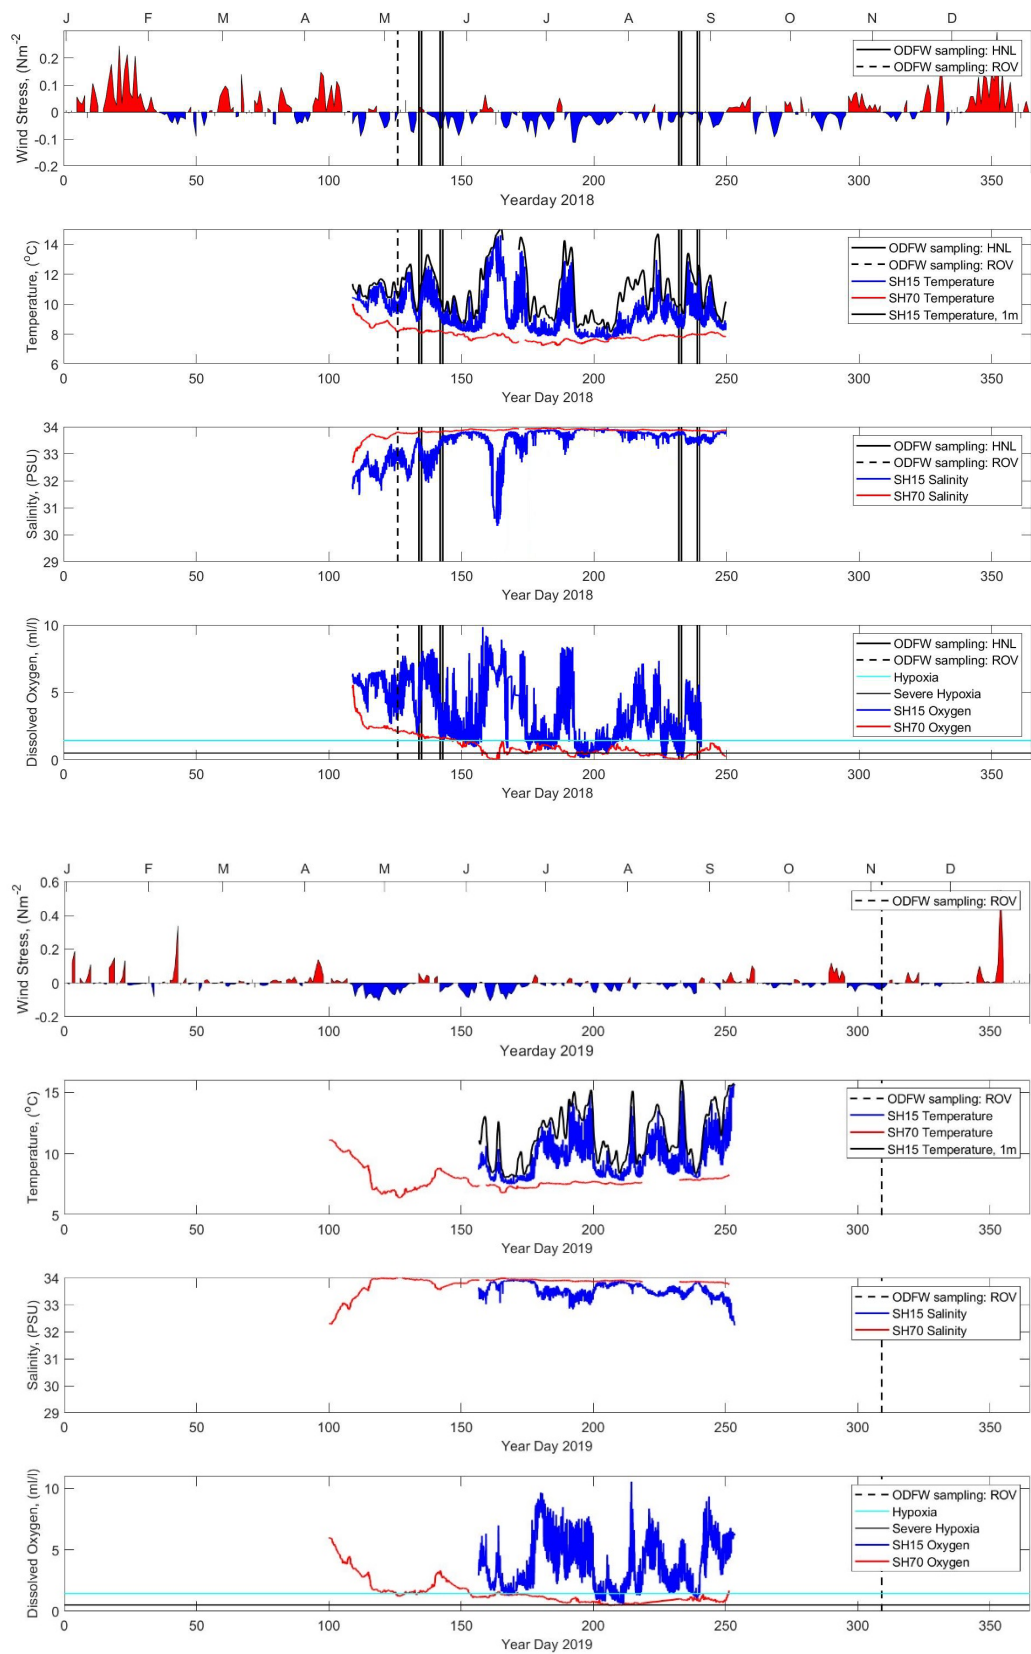 J F M A M J J A S O N D
Wind Stress, (Nm-2
0.2
0.1
0
-0.1
-0.2
ODFW sampling: HNL
ODFW sampling: ROV
0 50 100 150 200 250 300 350
Yearday 2018
Temperature, (oC)
14
12
10
8
6
ODFW sampling: HNL
ODFW sampling: ROV
SH15 Temperature
SH70 Temperature
SH15 Temperature, 1m
0 50 100 150 200 250 300 350
Year Day 2018
Salinity, (PSU)
34
33
32
31
30
29
ODFW sampling: HNL
ODFW sampling: ROV
SH15 Salinity
SH70 Salinity
0 50 100 150 200 250 300 350
Year Day 2018
Dissolved Oxygen, (ml/l)
10
5
0
ODFW sampling: HNL
ODFW sampling: ROV
Hypoxia
Severe Hypoxia
SH15 Oxygen
SH70 Oxygen
0 50 100 150 200 250 300 350
Year Day 2018
J F M A M J J A S O N D
Wind Stress, (Nm-2
0.6
0.4
0.2
0
-0.2
ODFW sampling: ROV
0 50 100 150 200 250 300 350
Yearday 2019
Temperature, (oC)
15
10
5
ODFW sampling: ROV
SH15 Temperature
SH70 Temperature
SH15 Temperature, 1m
0 50 100 150 200 250 300 350
Year Day 2019
Salinity, (PSU)
34
33
32
31
30
29
ODFW sampling: ROV
SH15 Salinity
SH70 Salinity
0 50 100 150 200 250 300 350
Year Day 2019
Dissolved Oxygen, (ml/l)
10
5
0
ODFW sampling: ROV
Hypoxia
Severe Hypoxia
SH15 Oxygen
SH70 Oxygen
0 50 100 150 200 250 300 350
Year Day 2019